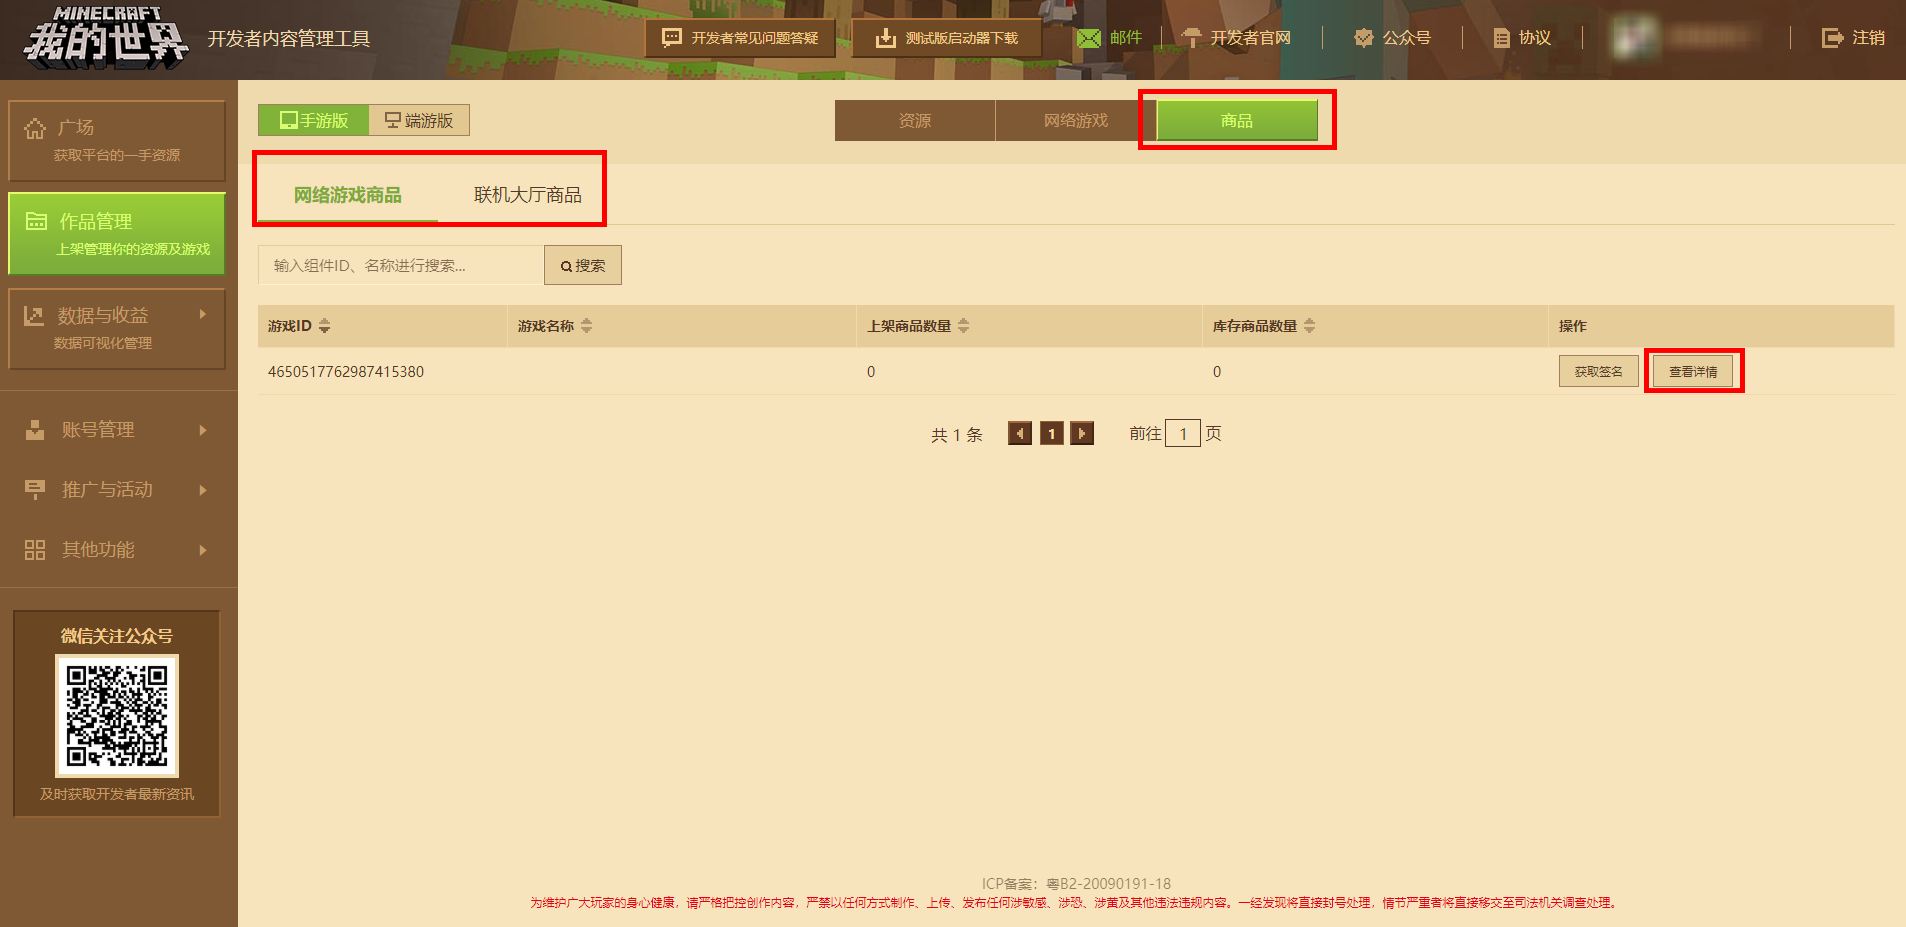 MINECRAFT
我的世界
开发者内容管理工具
开发者常见问题答疑
测试版启动器下载
邮件
开发者官网
公众号
协议
注销
广场
获取平台的一手资源
作品管理
上架管理你的资源及游戏
数据与收益
数据可视化管理
账号管理
推广与活动
其他功能
微信关注公众号
及时获取开发者最新资讯
手游版
端游版
资源
网络游戏
商品
网络游戏商品
联机大厅商品
输入组件ID、名称进行搜索...
搜索
游戏ID
游戏名称
上架商品数量
库存商品数量
操作
4650517762987415380
0
0
获取签名
查看详情
共 1 条
1
前往 1 页
ICP备案：粤B2-20090191-18
为维护广大玩家的身心健康，请严格把控创作内容，严禁以任何方式制作、上传、发布任何涉敏感、涉恐、涉黄及其他违法违规内容。一经发现将直接封号处理，情节严重者将直接移交至司法机关调查处理。